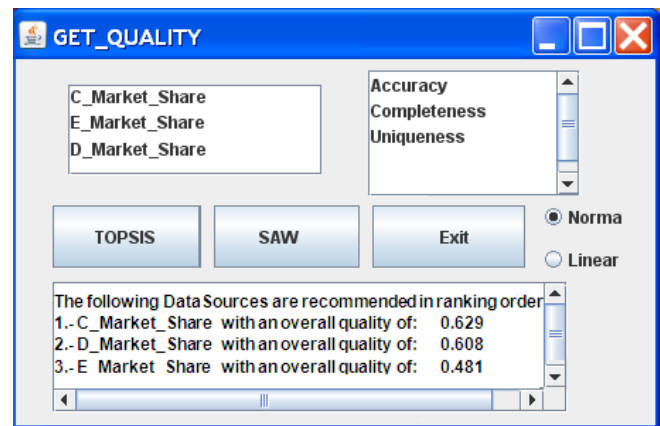 GET_QUALITY
C_Market_Share
E_Market_Share
D_Market_Share
Accuracy
Completeness
Uniqueness
TOPSIS
SAW
Exit
Norma
Linear
The following Data Sources are recommended in ranking order
1.- C_Market_Share with an overall quality of: 0.629
2.- D_Market_Share with an overall quality of: 0.608
3.- E_Market_Share with an overall quality of: 0.481